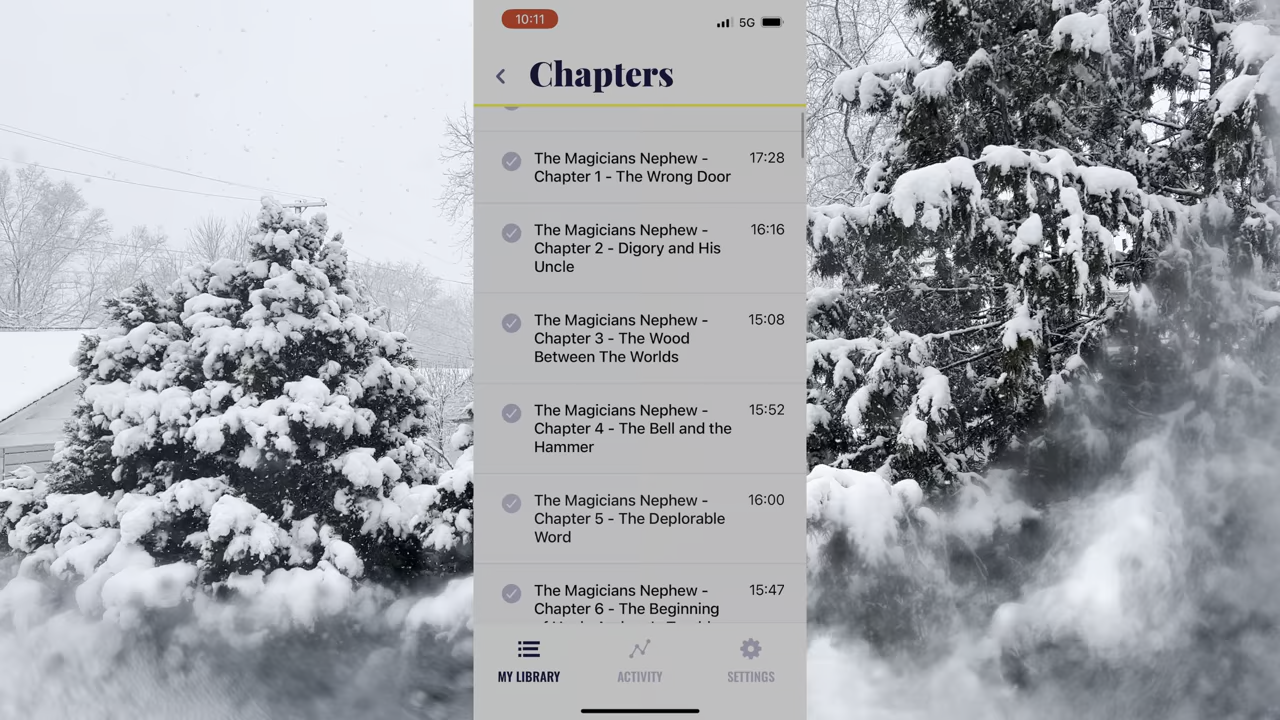 10:11
5G
Chapters
The Magicians Nephew - 17:28
Chapter 1 - The Wrong Door
The Magicians Nephew - 16:16
Chapter 2 - Digory and His
Uncle
The Magicians Nephew - 15:08
Chapter 3 - The Wood
Between The Worlds
The Magicians Nephew - 15:52
Chapter 4 - The Bell and the
Hammer
The Magicians Nephew - 16:00
Chapter 5 - The Deplorable
Word
The Magicians Nephew - 15:47
Chapter 6 - The Beginning
MY LIBRARY ACTIVITY SETTINGS